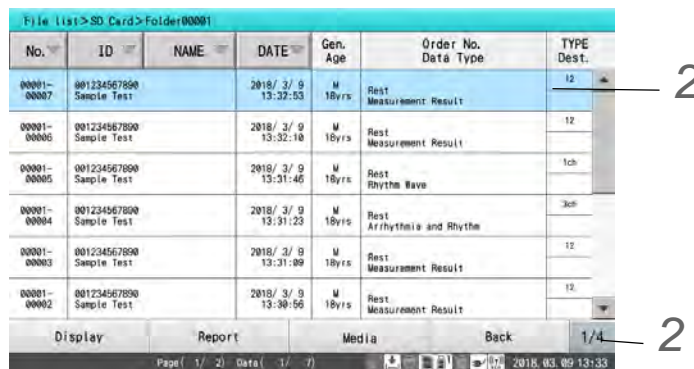 File list>SD Card>Folder00001
No. ID NAME DATE Gen. Age Order No. Data Type TYPE Dest.
00001-00007 001234567890 Sample Test 2018/ 3/ 9 13:32:53 M 18yrs Rest Measurement Result 12
2
00001-00006 001234567890 Sample Test 2018/ 3/ 9 13:32:10 M 18yrs Rest Measurement Result 12
00001-00005 001234567890 Sample Test 2018/ 3/ 9 13:31:46 M 18yrs Rest Rhythm Wave 1ch
00001-00004 001234567890 Sample Test 2018/ 3/ 9 13:31:23 M 18yrs Rest Arrhythmia and Rhythm 3ch
00001-00003 001234567890 Sample Test 2018/ 3/ 9 13:31:09 M 18yrs Rest Measurement Result 12
00001-00002 001234567890 Sample Test 2018/ 3/ 9 13:30:56 M 18yrs Rest Measurement Result 12
Display Report Media Back 1/4
2
Page( 1/ 2) Data( 1/ 7) 2018.03.09 13:33